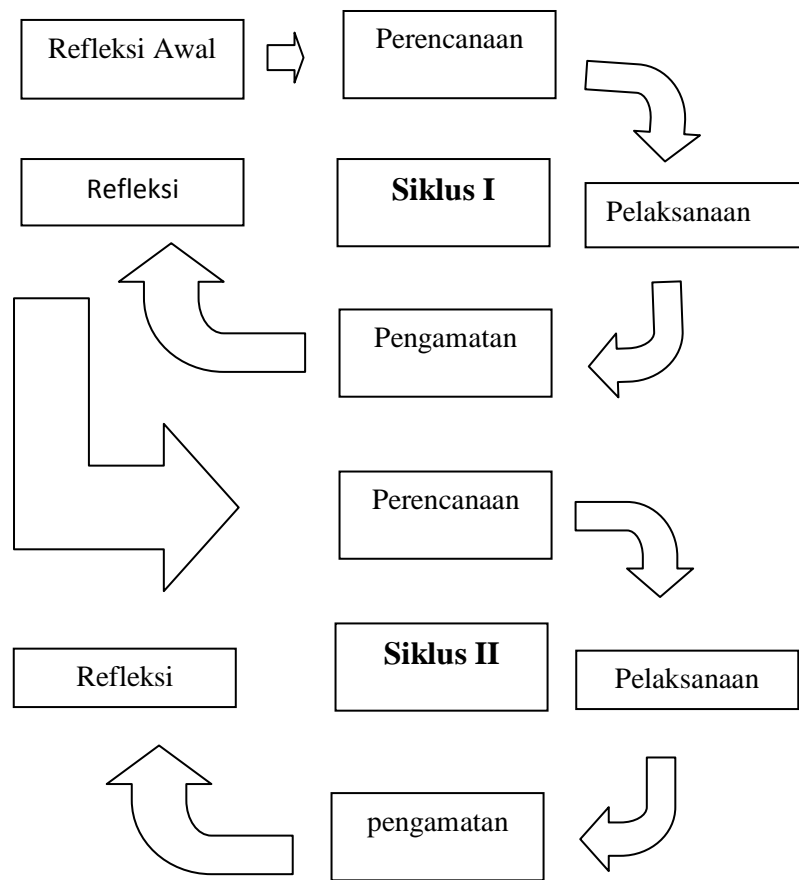 Refleksi Awal
Perencanaan
Refleksi
Siklus I
Pelaksanaan
Pengamatan
Perencanaan
Refleksi
Siklus II
Pelaksanaan
pengamatan